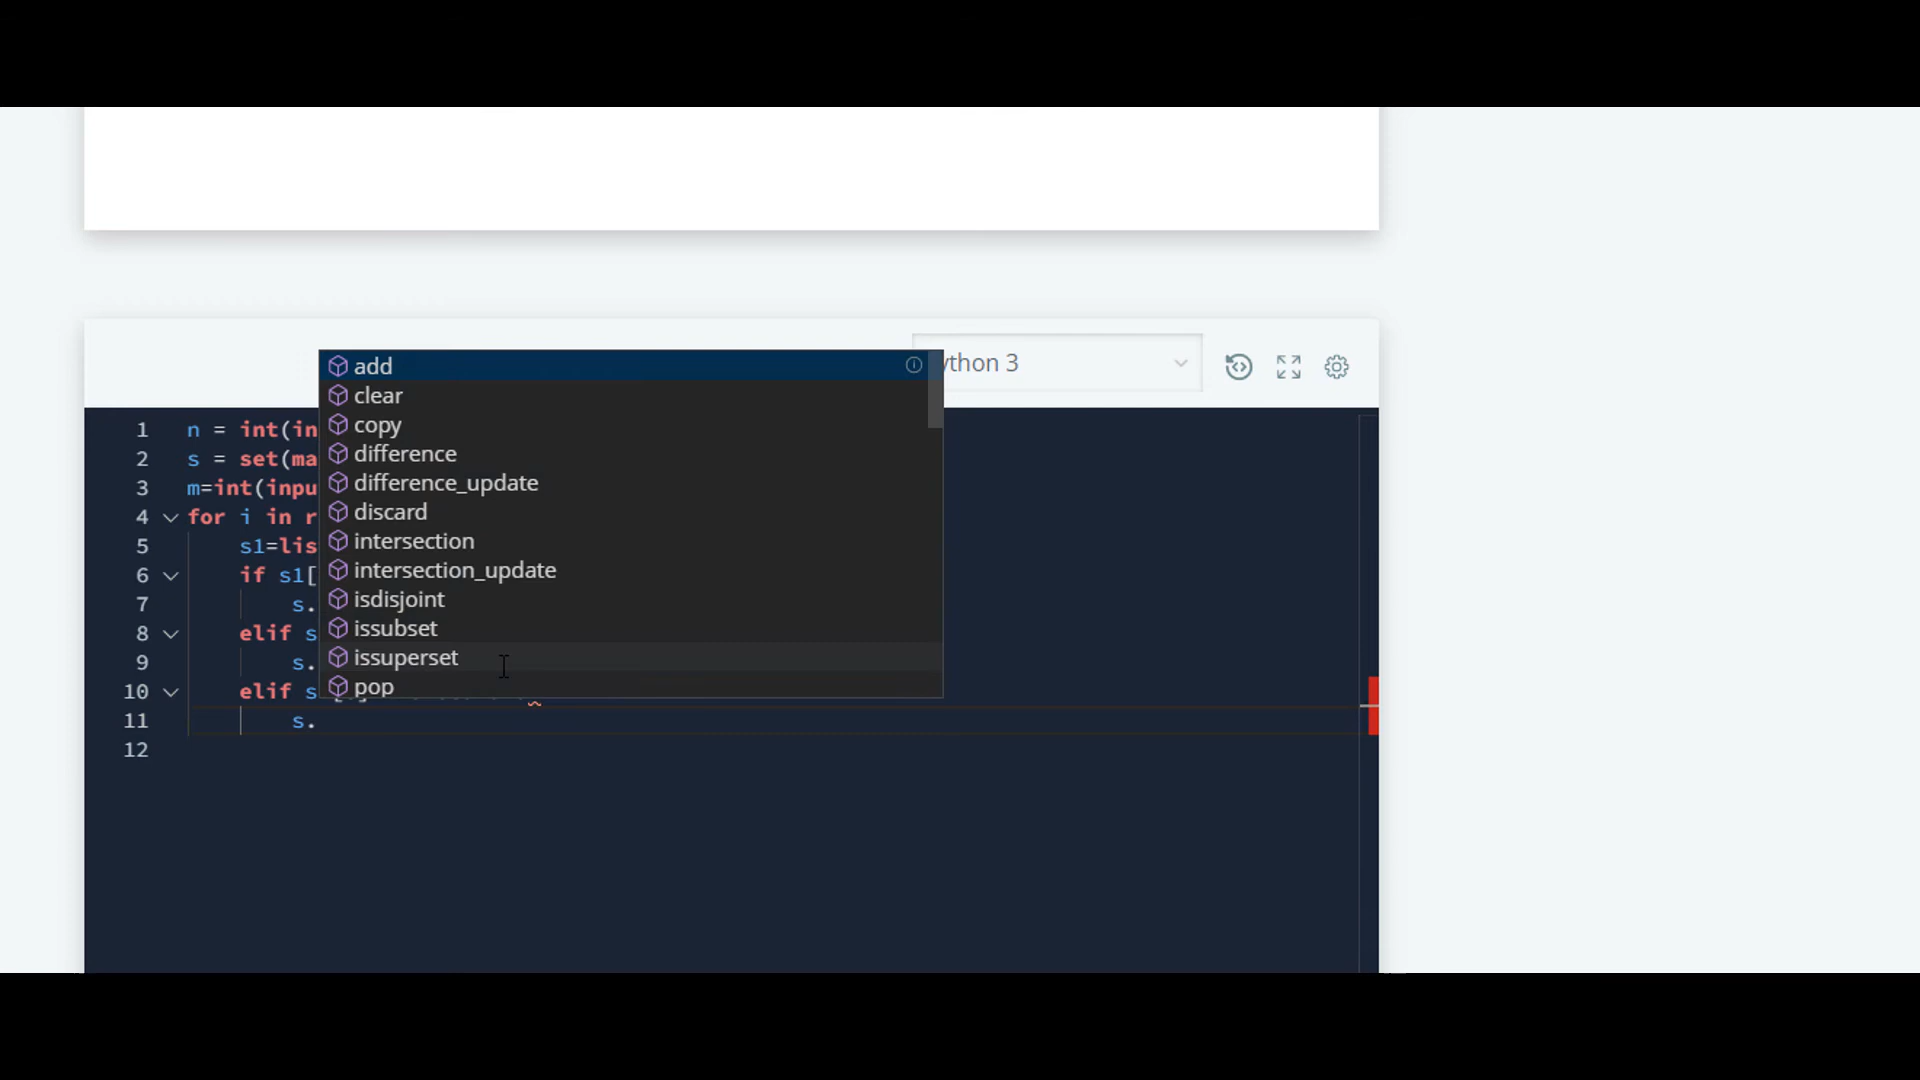 ython 3
add
clear
copy
difference
difference_update
discard
intersection
intersection_update
isdisjoint
issubset
issuperset
pop
1 n = int(in
2 s = set(ma
3 m=int(inpu
4 for i in r
5 s1=lis
6 if s1[
7 s.
8 elif s
9 s.
10 elif s
11 s.
12